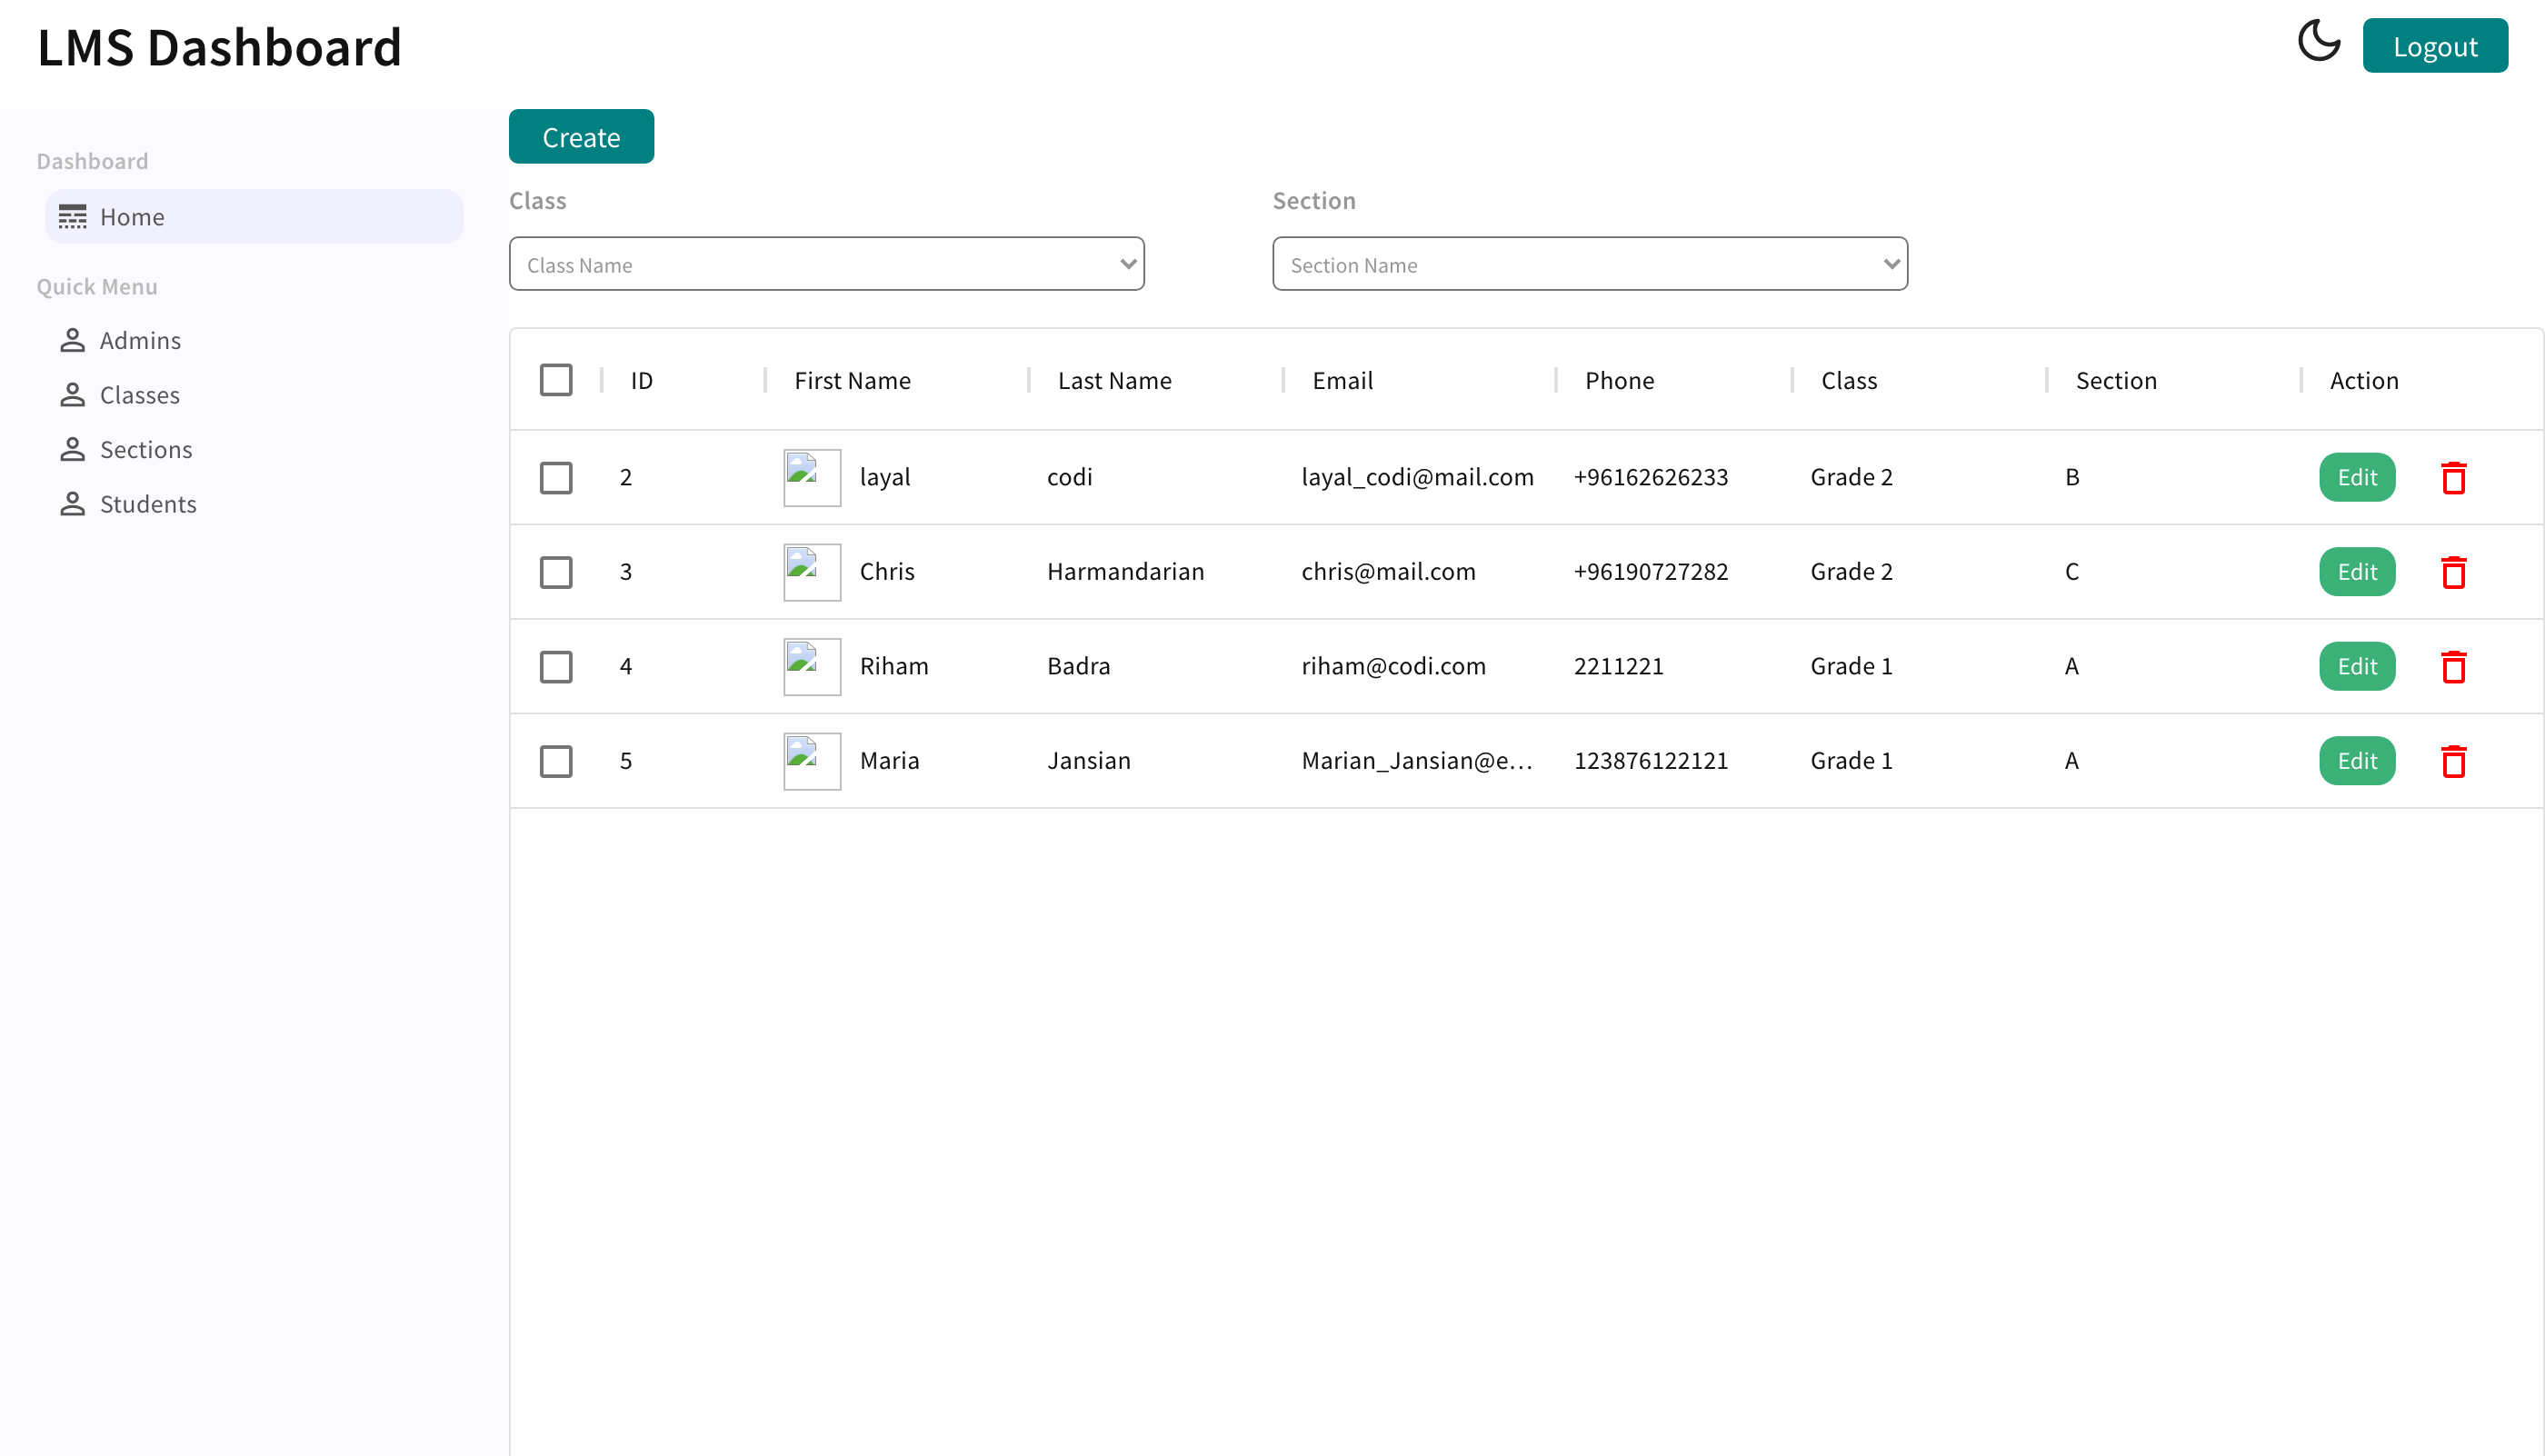 LMS Dashboard
Logout
Dashboard
Home
Quick Menu
Admins
Classes
Sections
Students
Create
Class
Section
Class Name
Section Name
ID First Name Last Name Email Phone Class Section Action
2 layal codi layal_codi@mail.com +96162626233 Grade 2 B Edit
3 Chris Harmandarian chris@mail.com +96190727282 Grade 2 C Edit
4 Riham Badra riham@codi.com 2211221 Grade 1 A Edit
5 Maria Jansian Marian_Jansian@e... 123876122121 Grade 1 A Edit